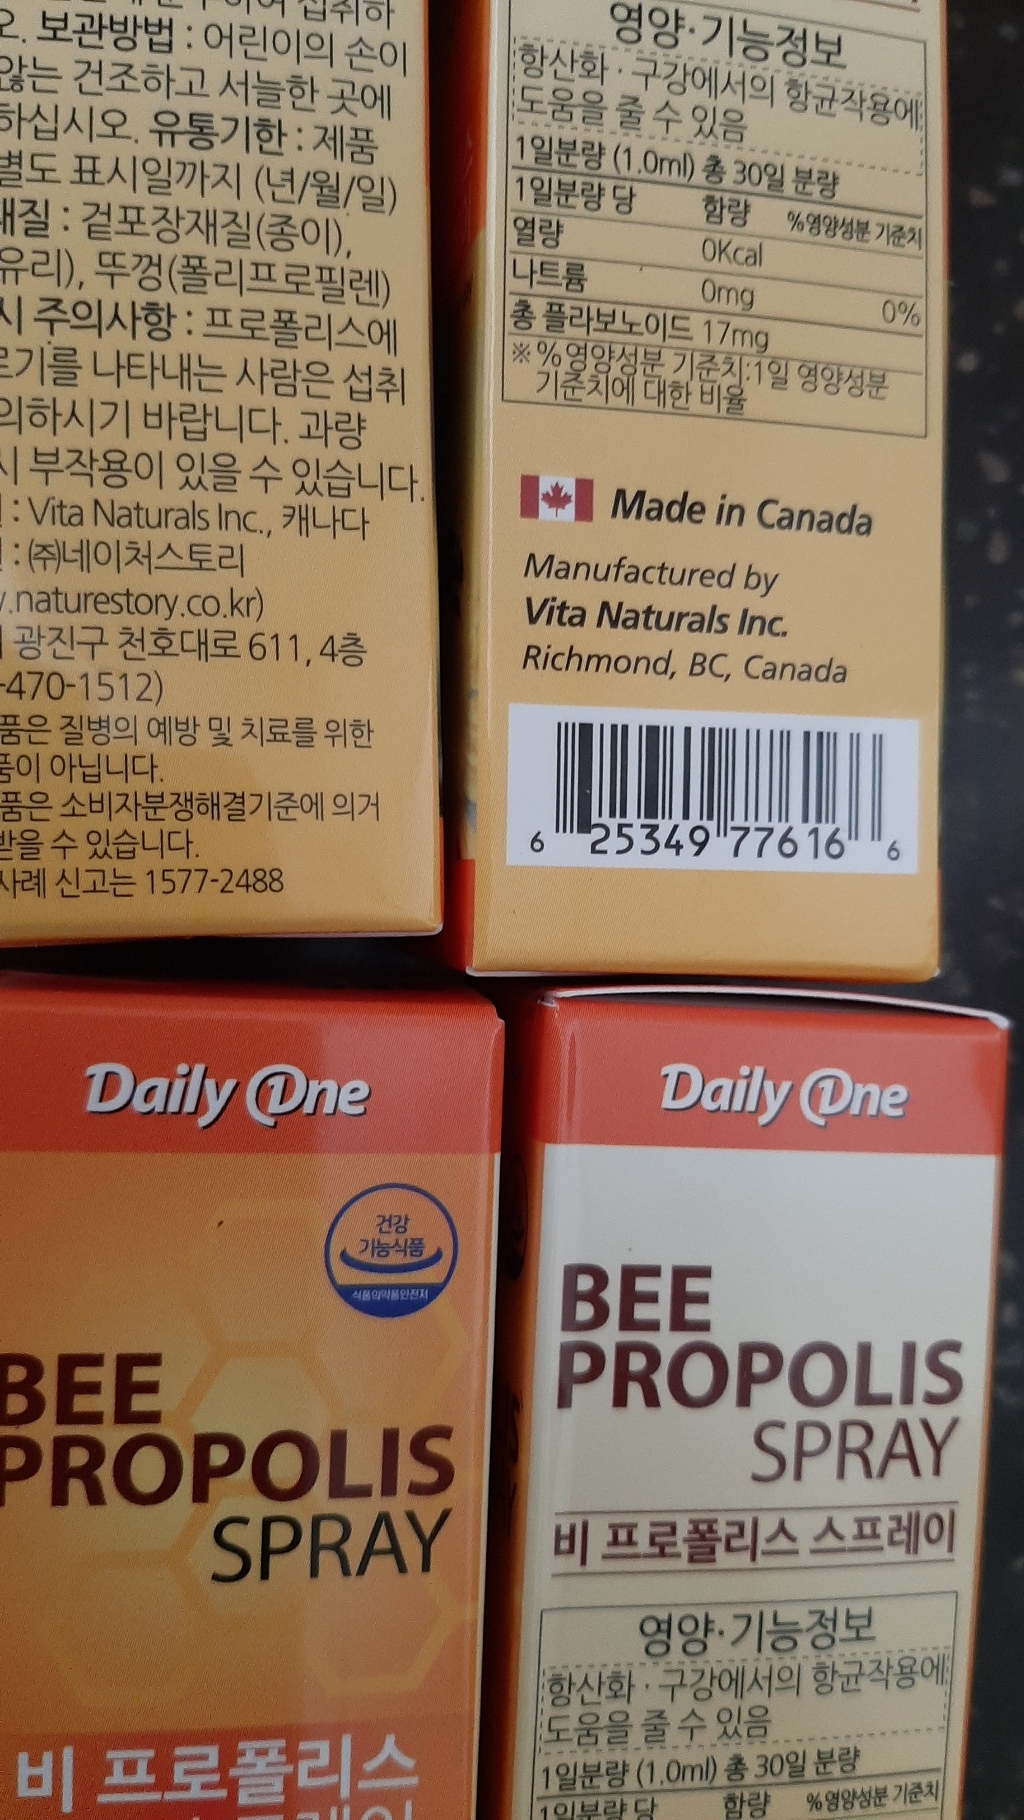 섭취하
오. 보관방법 : 어린이의 손이
않는 건조하고 서늘한 곳에
하십시오. 유통기한 : 제품
별도 표시일까지 (년/월/일)
재질 : 겉포장재질(종이),
유리), 뚜껑(폴리프로필렌)
시 주의사항 : 프로폴리스에
르기를 나타내는 사람은 섭취
의하시기 바랍니다. 과량
시 부작용이 있을 수 있습니다.
: Vita Naturals Inc., 캐나다
: ㈜네이처스토리
.naturestory.co.kr)
광진구 천호대로 611, 4층
-470-1512)
품은 질병의 예방 및 치료를 위한
품이 아닙니다.
품은 소비자분쟁해결기준에 의거
받을 수 있습니다.
사례 신고는 1577-2488
영양·기능정보
항산화 · 구강에서의 항균작용에
도움을 줄 수 있음
1일분량 (1.0ml) 총 30일 분량
1일분량 당 함량 %영양성분 기준치
열량 0Kcal
나트륨 0mg 0%
총 플라보노이드 17mg
※%영양성분 기준치:1일 영양성분
기준치에 대한 비율
Made in Canada
Manufactured by
Vita Naturals Inc.
Richmond, BC, Canada
6 25349 77616 6
Daily One
건강
기능식품
식품의약품안전처
BEE
PROPOLIS
SPRAY
비 프로폴리스
Daily One
BEE
PROPOLIS
SPRAY
비 프로폴리스 스프레이
영양·기능정보
항산화 · 구강에서의 항균작용에
도움을 줄 수 있음
1일분량 (1.0ml) 총 30일 분량
1일분량 당 함량 %영양성분 기준치